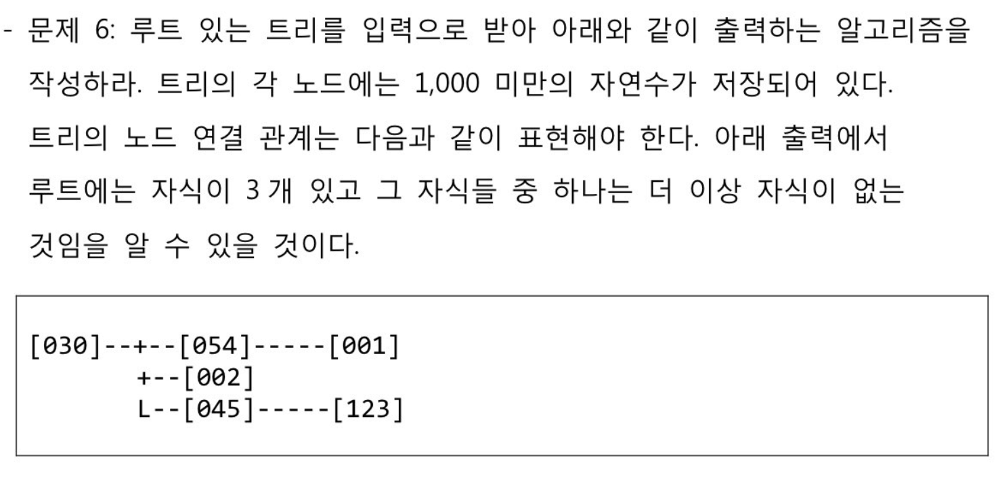 - 문제 6: 루트 있는 트리를 입력으로 받아 아래와 같이 출력하는 알고리즘을
작성하라. 트리의 각 노드에는 1,000 미만의 자연수가 저장되어 있다.
트리의 노드 연결 관계는 다음과 같이 표현해야 한다. 아래 출력에서
루트에는 자식이 3개 있고 그 자식들 중 하나는 더 이상 자식이 없는
것임을 알 수 있을 것이다.
[030]--+--[054]-----[001]
       +--[002]
       L--[045]-----[123]